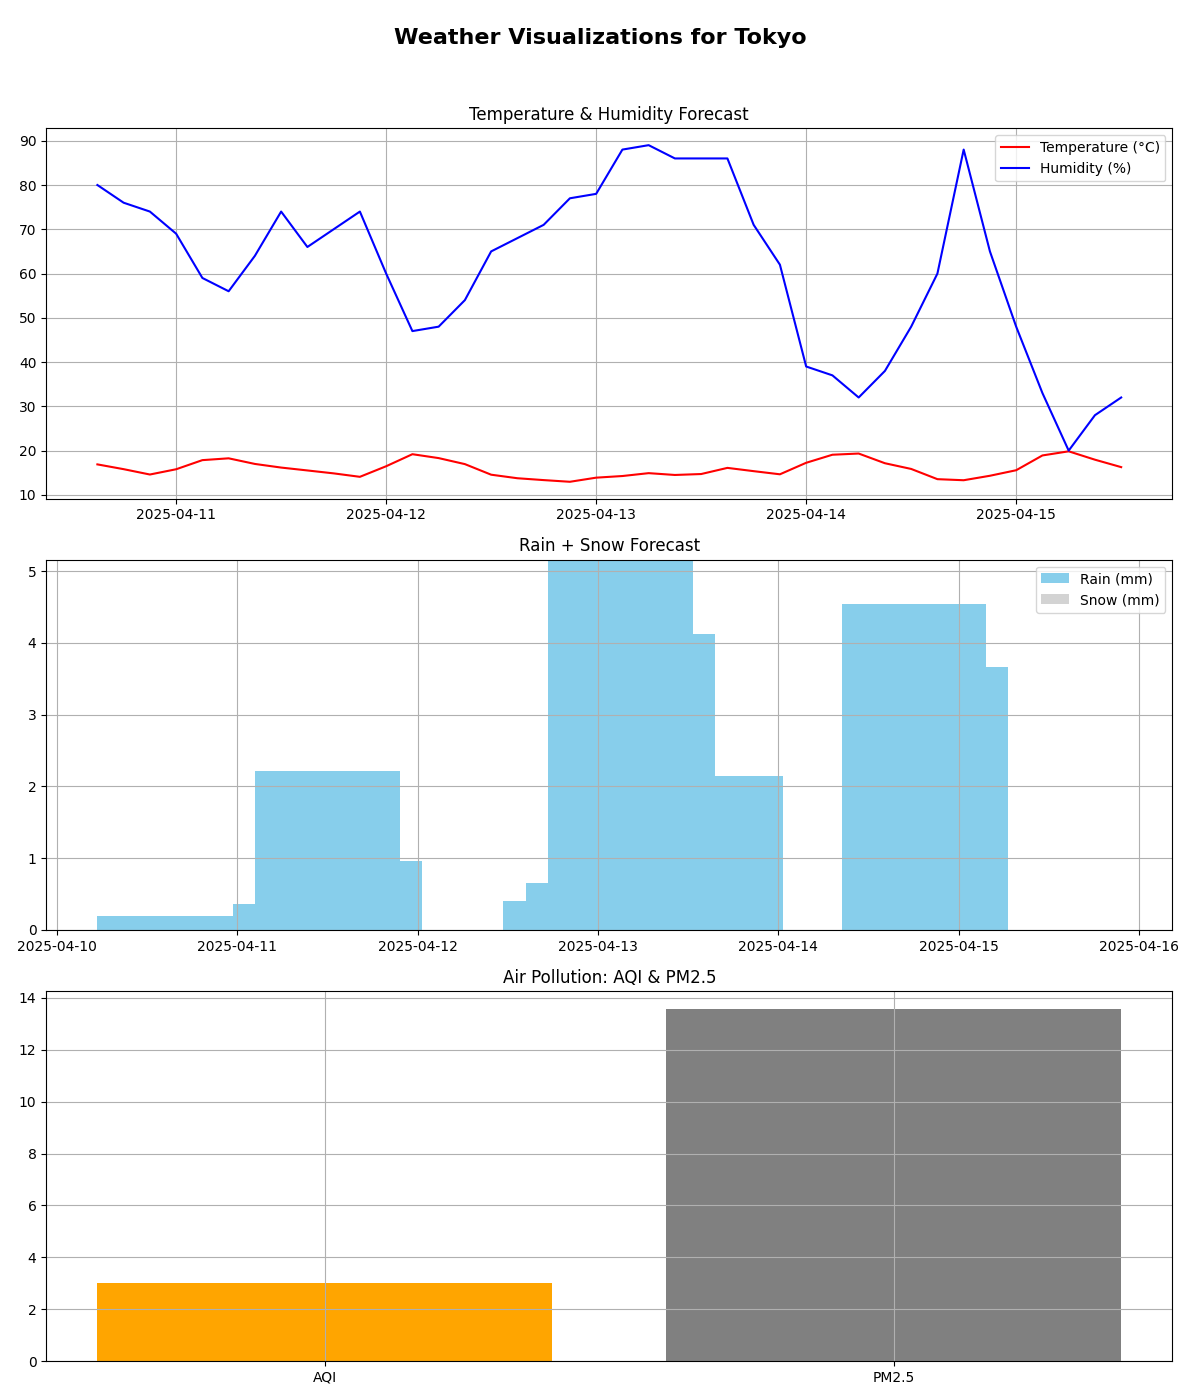 Weather Visualizations for Tokyo
Temperature & Humidity Forecast
Temperature (°C)
Humidity (%)
90
80
70
60
50
40
30
20
10
2025-04-11 2025-04-12 2025-04-13 2025-04-14 2025-04-15
Rain + Snow Forecast
Rain (mm)
Snow (mm)
5
4
3
2
1
0
2025-04-10 2025-04-11 2025-04-12 2025-04-13 2025-04-14 2025-04-15 2025-04-16
Air Pollution: AQI & PM2.5
14
12
10
8
6
4
2
0
AQI PM2.5